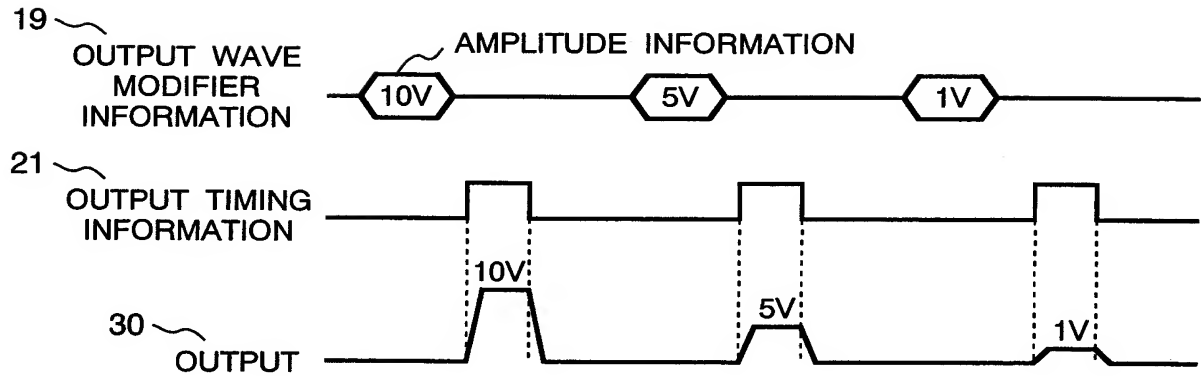 19
OUTPUT WAVE
MODIFIER
INFORMATION
AMPLITUDE INFORMATION
10V
5V
1V
21
OUTPUT TIMING
INFORMATION
10V
5V
1V
30
OUTPUT